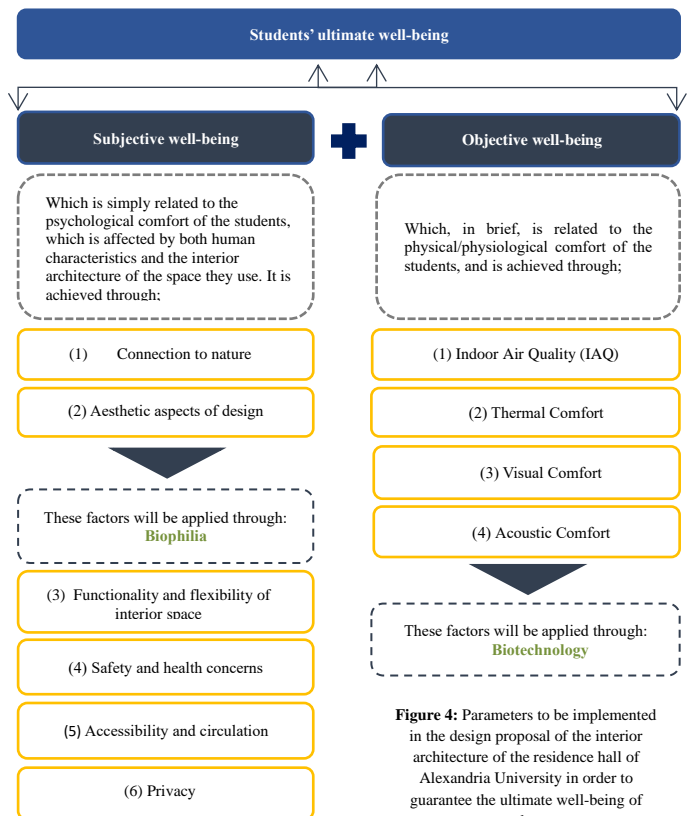 Students' ultimate well-being
Subjective well-being
Which is simply related to the
psychological comfort of the students,
which is affected by both human
characteristics and the interior
architecture of the space they use. It is
achieved through;
(1) Connection to nature
(2) Aesthetic aspects of design
These factors will be applied through:
Biophilia
(3) Functionality and flexibility of
interior space
(4) Safety and health concerns
(5) Accessibility and circulation
(6) Privacy
Objective well-being
Which, in brief, is related to the
physical/physiological comfort of the
students, and is achieved through;
(1) Indoor Air Quality (IAQ)
(2) Thermal Comfort
(3) Visual Comfort
(4) Acoustic Comfort
These factors will be applied through:
Biotechnology
Figure 4: Parameters to be implemented
in the design proposal of the interior
architecture of the residence hall of
Alexandria University in order to
guarantee the ultimate well-being of